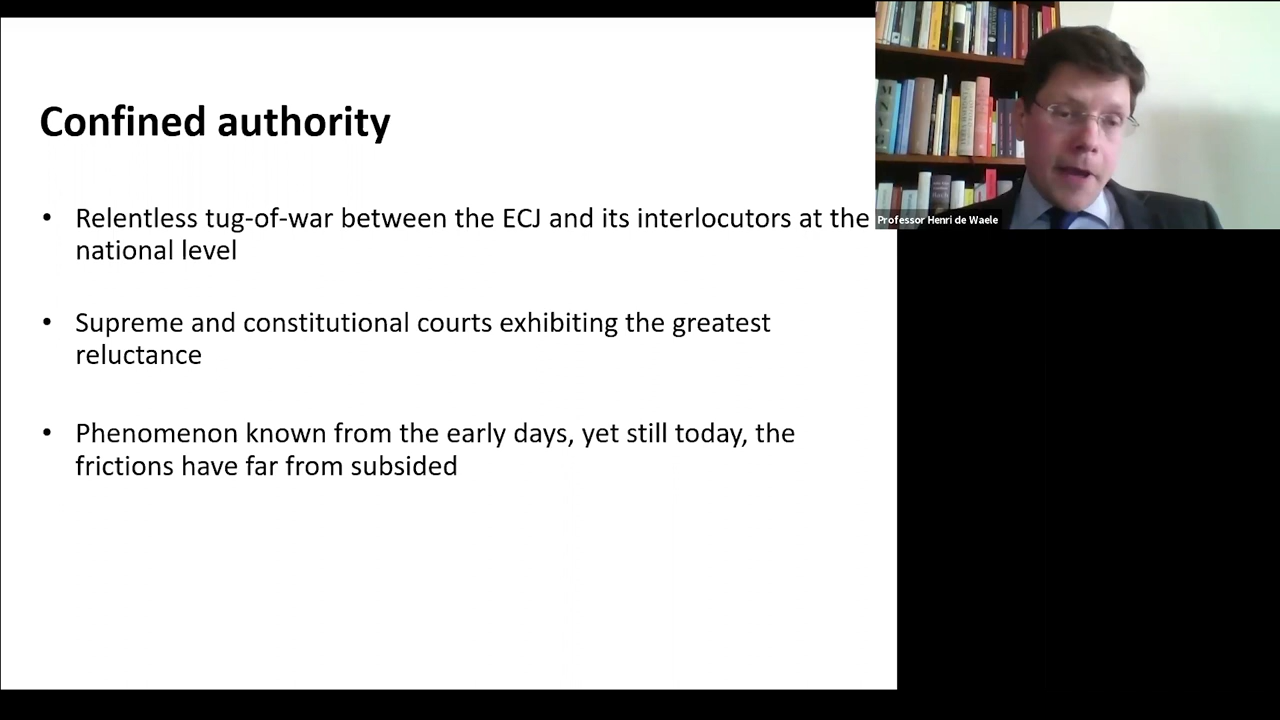 Confined authority
• Relentless tug-of-war between the ECJ and its interlocutors at the
national level
• Supreme and constitutional courts exhibiting the greatest
reluctance
• Phenomenon known from the early days, yet still today, the
frictions have far from subsided
Professor Henri de Waele